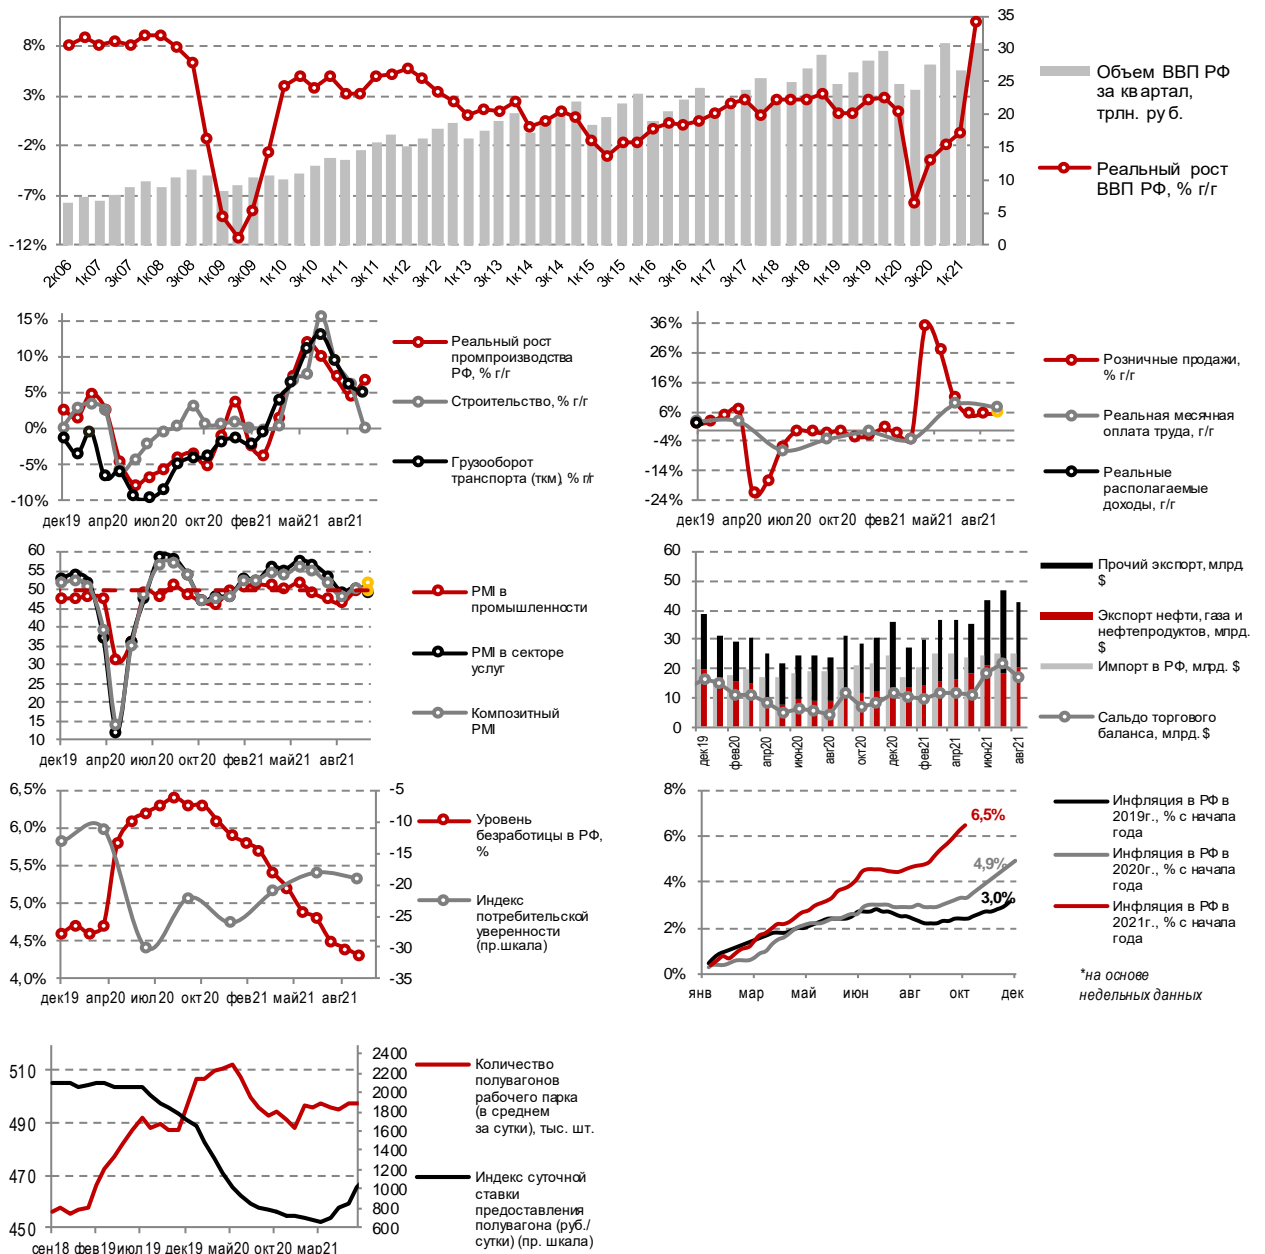 35
30
25
20
15
10
5
0
8%
3%
-2%
-7%
-12%
2к06
1к07
3к07
1к08
3к08
1к09
3к09
1к10
3к10
1к11
3к11
1к12
3к12
1к13
3к13
1к14
3к14
1к15
3к15
1к16
3к16
1к17
3к17
1к18
3к18
1к19
3к19
1к20
3к20
1к21
Объем ВВП РФ
за квартал,
трлн. руб.
Реальный рост
ВВП РФ, % г/г
15%
10%
5%
0%
-5%
-10%
дек19 апр20 июл20 окт20 фев21 май21 авг21
Реальный рост
промпроизводства
РФ, % г/г
Строительство, % г/г
Грузооборот
транспорта (ткм), % г/г
36%
26%
16%
6%
-4%
-14%
-24%
дек19 апр20 июл20 окт20 фев21 май21 авг21
Розничные продажи,
% г/г
Реальная месячная
оплата труда, г/г
Реальные
располагаемые
доходы, г/г
60
55
50
45
40
35
30
25
20
15
10
дек19 апр20 июл20 окт20 фев21 май21 авг21
PMI в
промышленности
PMI в секторе
услуг
Композитный
PMI
60
50
40
30
20
10
0
дек19
фев20
апр20
июн20
авг20
окт20
дек20
фев21
апр21
июн21
авг21
Прочий экспорт, млрд.
$
Экспорт нефти, газа и
нефтепродуктов, млрд.
$
Импорт в РФ, млрд. $
Сальдо торгового
баланса, млрд. $
6,5%
6,0%
5,5%
5,0%
4,5%
4,0%
-5
-10
-15
-20
-25
-30
-35
дек19 апр20 июл20 окт20 фев21 май21 авг21
Уровень
безработицы в РФ,
%
Индекс
потребительской
уверенности
(пр.шкала)
8%
6%
4%
2%
0%
6,5%
4,9%
3,0%
янв мар май июн авг окт дек
Инфляция в РФ в
2019г., % с начала
года
Инфляция в РФ в
2020г., % с начала
года
Инфляция в РФ в
2021г., % с начала
года
*на основе
недельных данных
510
490
470
450
2400
2200
2000
1800
1600
1400
1200
1000
800
600
сен18 фев19 июл 19 дек19 май20 окт20 мар21
Количество
полувагонов
рабочего парка
(в среднем
за сутки), тыс. шт.
Индекс суточной
ставки
предоставления
полувагона (руб./
сутки) (пр. шкала)